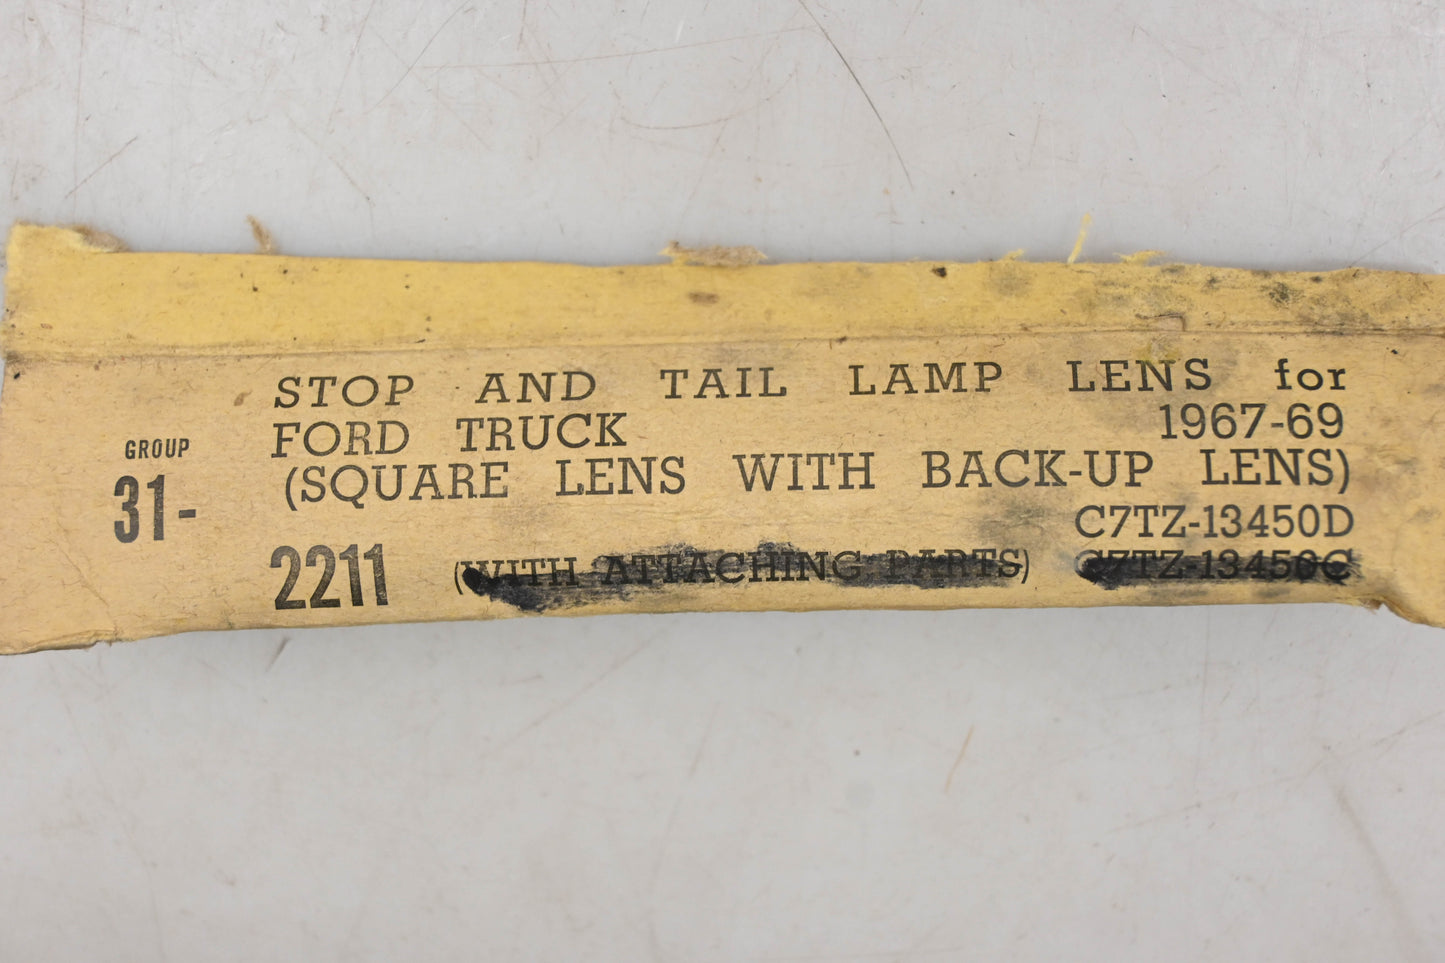 STOP AND TAIL LAMP LENS for
FORD TRUCK 1967-69
(SQUARE LENS WITH BACK-UP LENS)
C7TZ-13450D
GROUP
31-
2211 (WITH ATTACHING PARTS) C7TZ-13450C